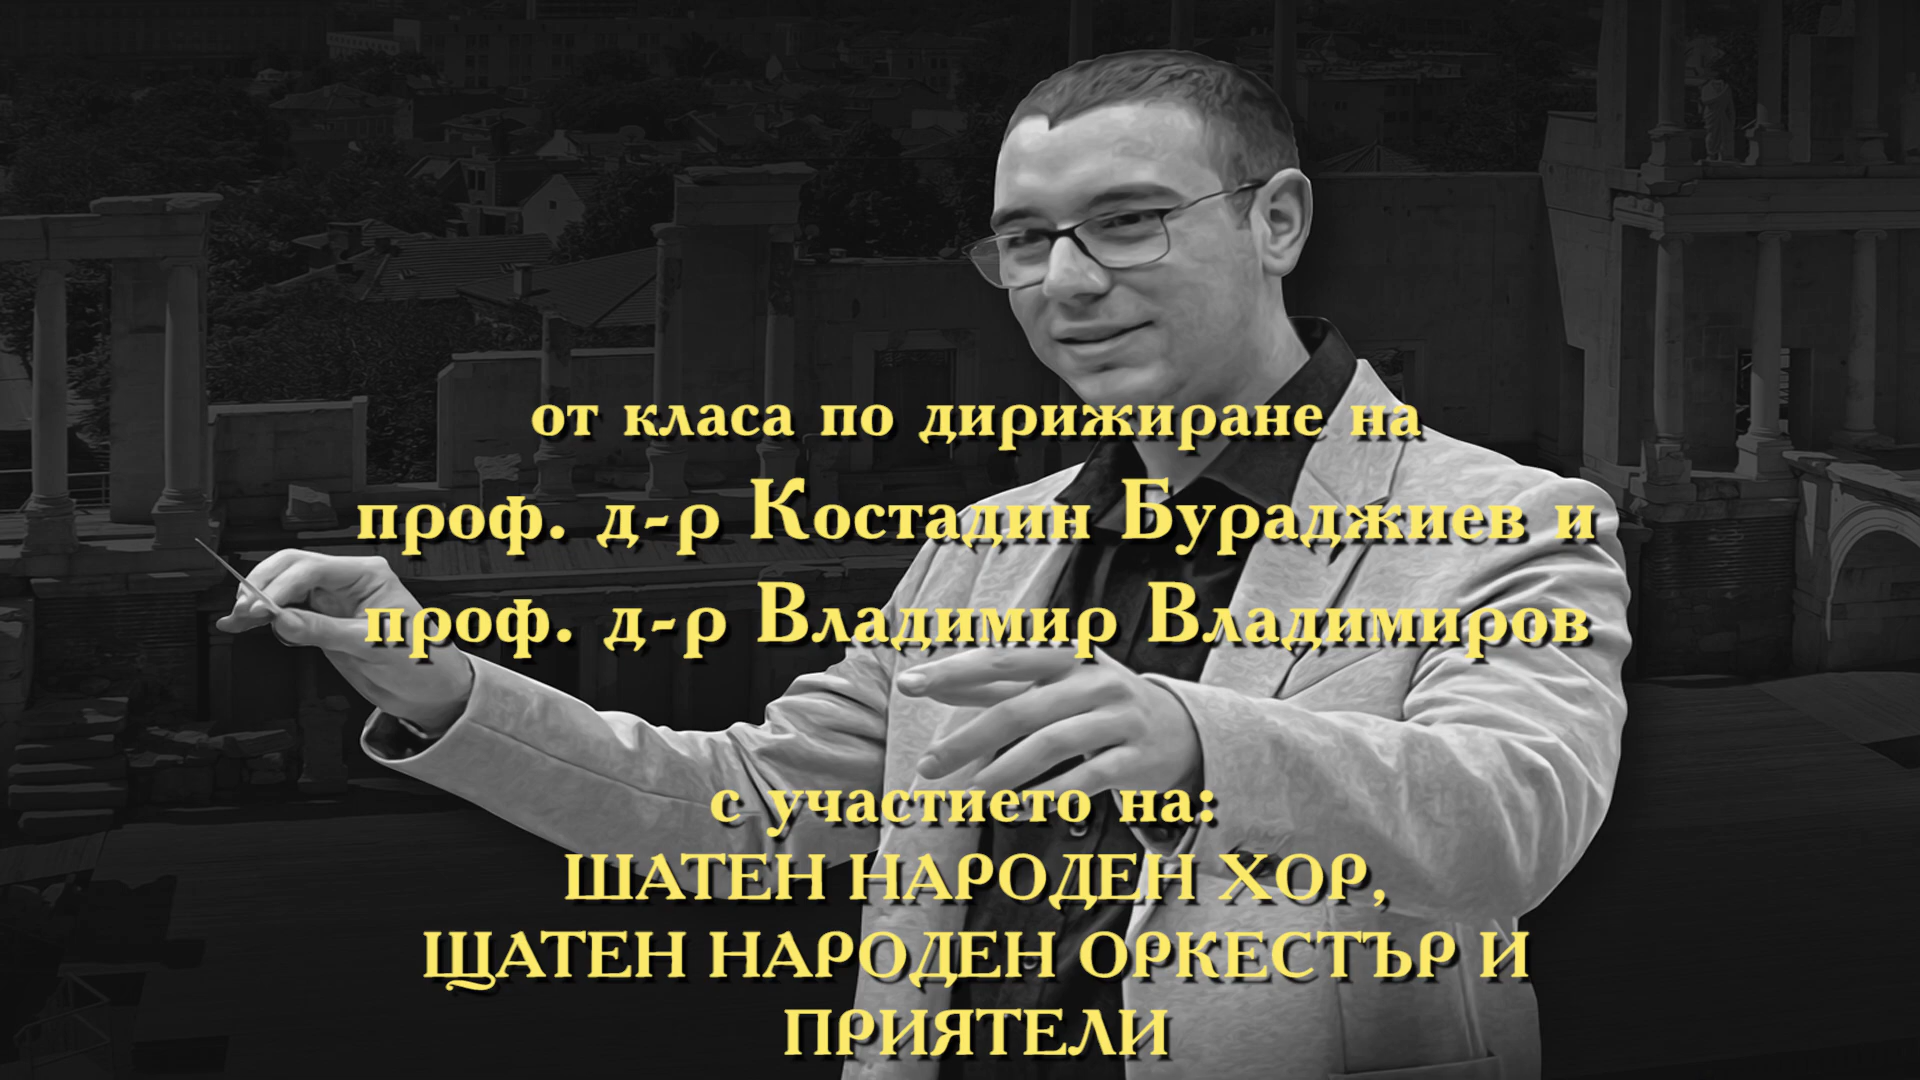 от класа по дирижиране на
проф. д-р Костадин Бураджиев и
проф. д-р Владимир Владимиров
с участието на:
ШАТЕН НАРОДЕН ХОР,
ЩАТЕН НАРОДЕН ОРКЕСТЪР И
ПРИЯТЕЛИ